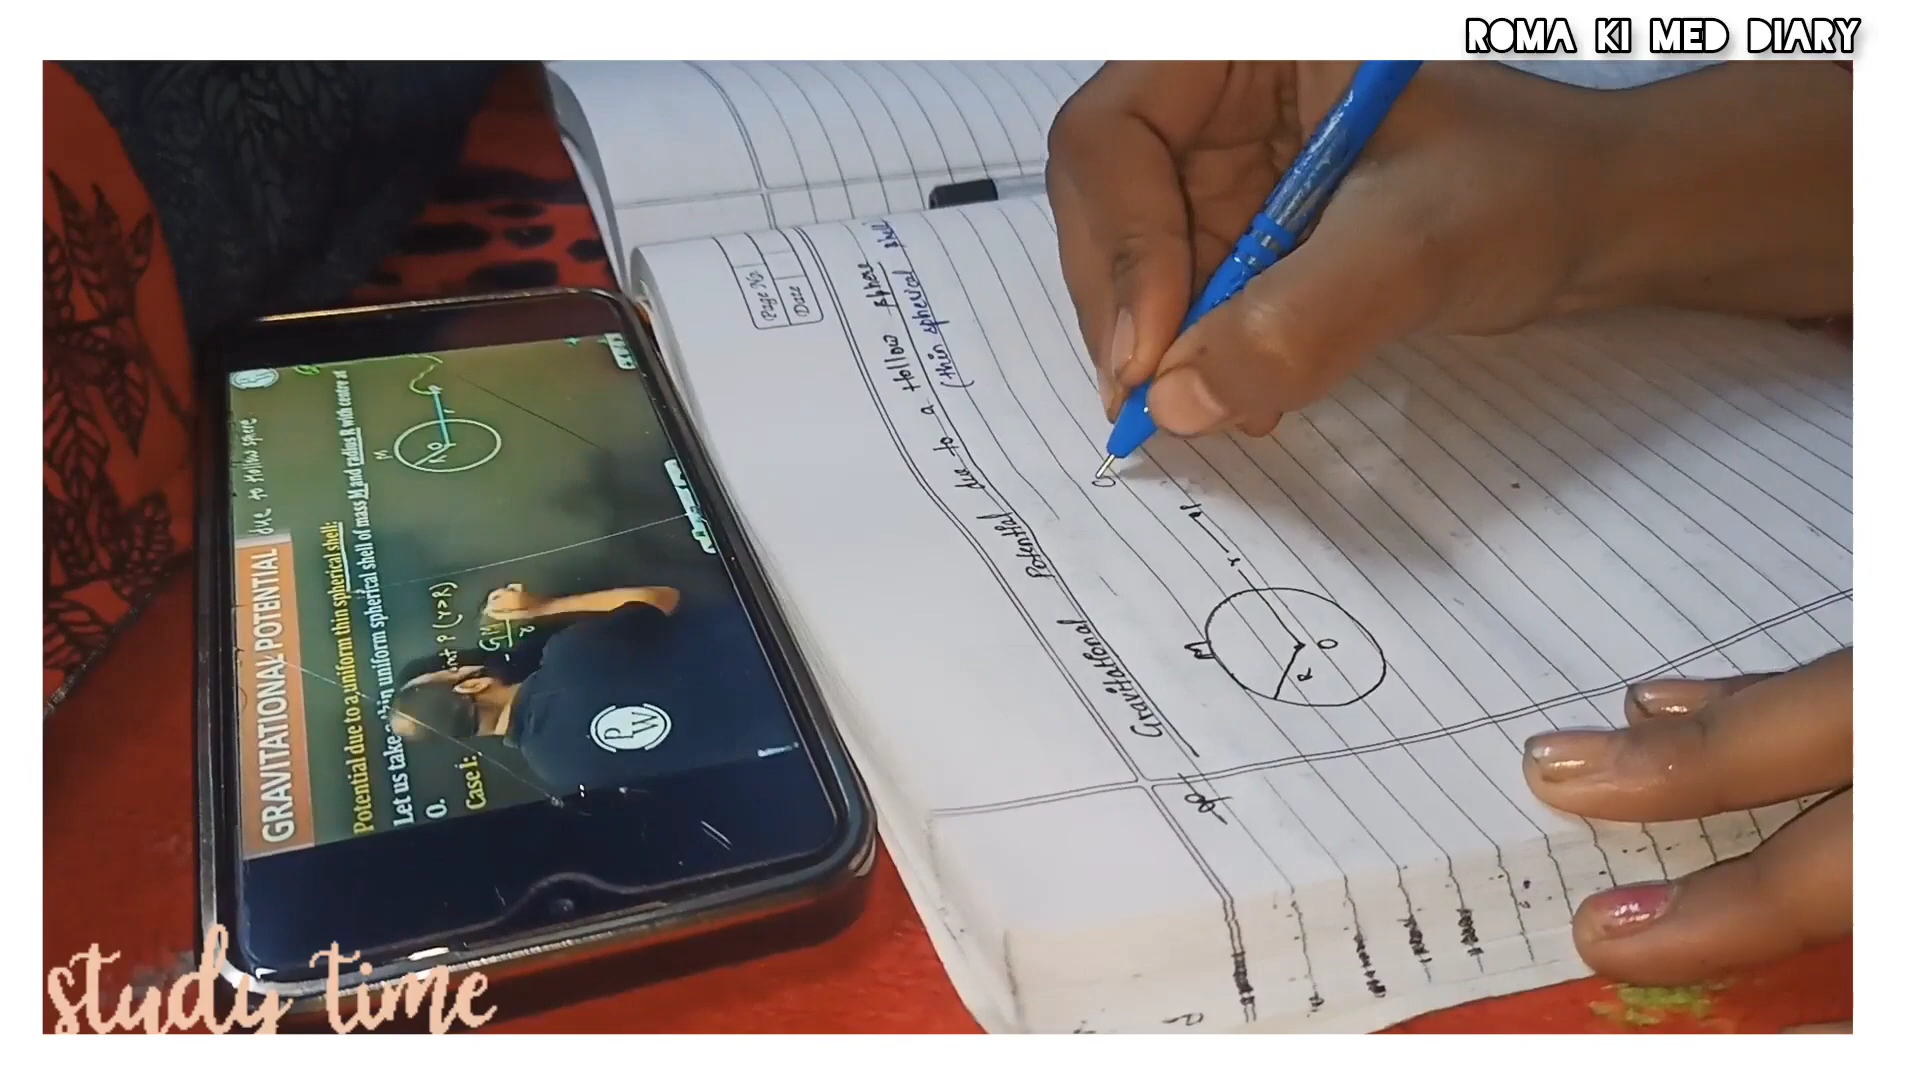 ROMA KI MED DIARY
GRAVITATIONAL POTENTIAL due to Hollow sphere
Potential due to a uniform thin spherical shell:
Let us take a thin uniform spherical shell of mass M and radius R with centre at
O.
Case I: P (r>R)
M
R O
PW
Page No.
Date
Gravitational Potential due to a Hollow sphere
(thin spherical shell)
M
R O r P
study time